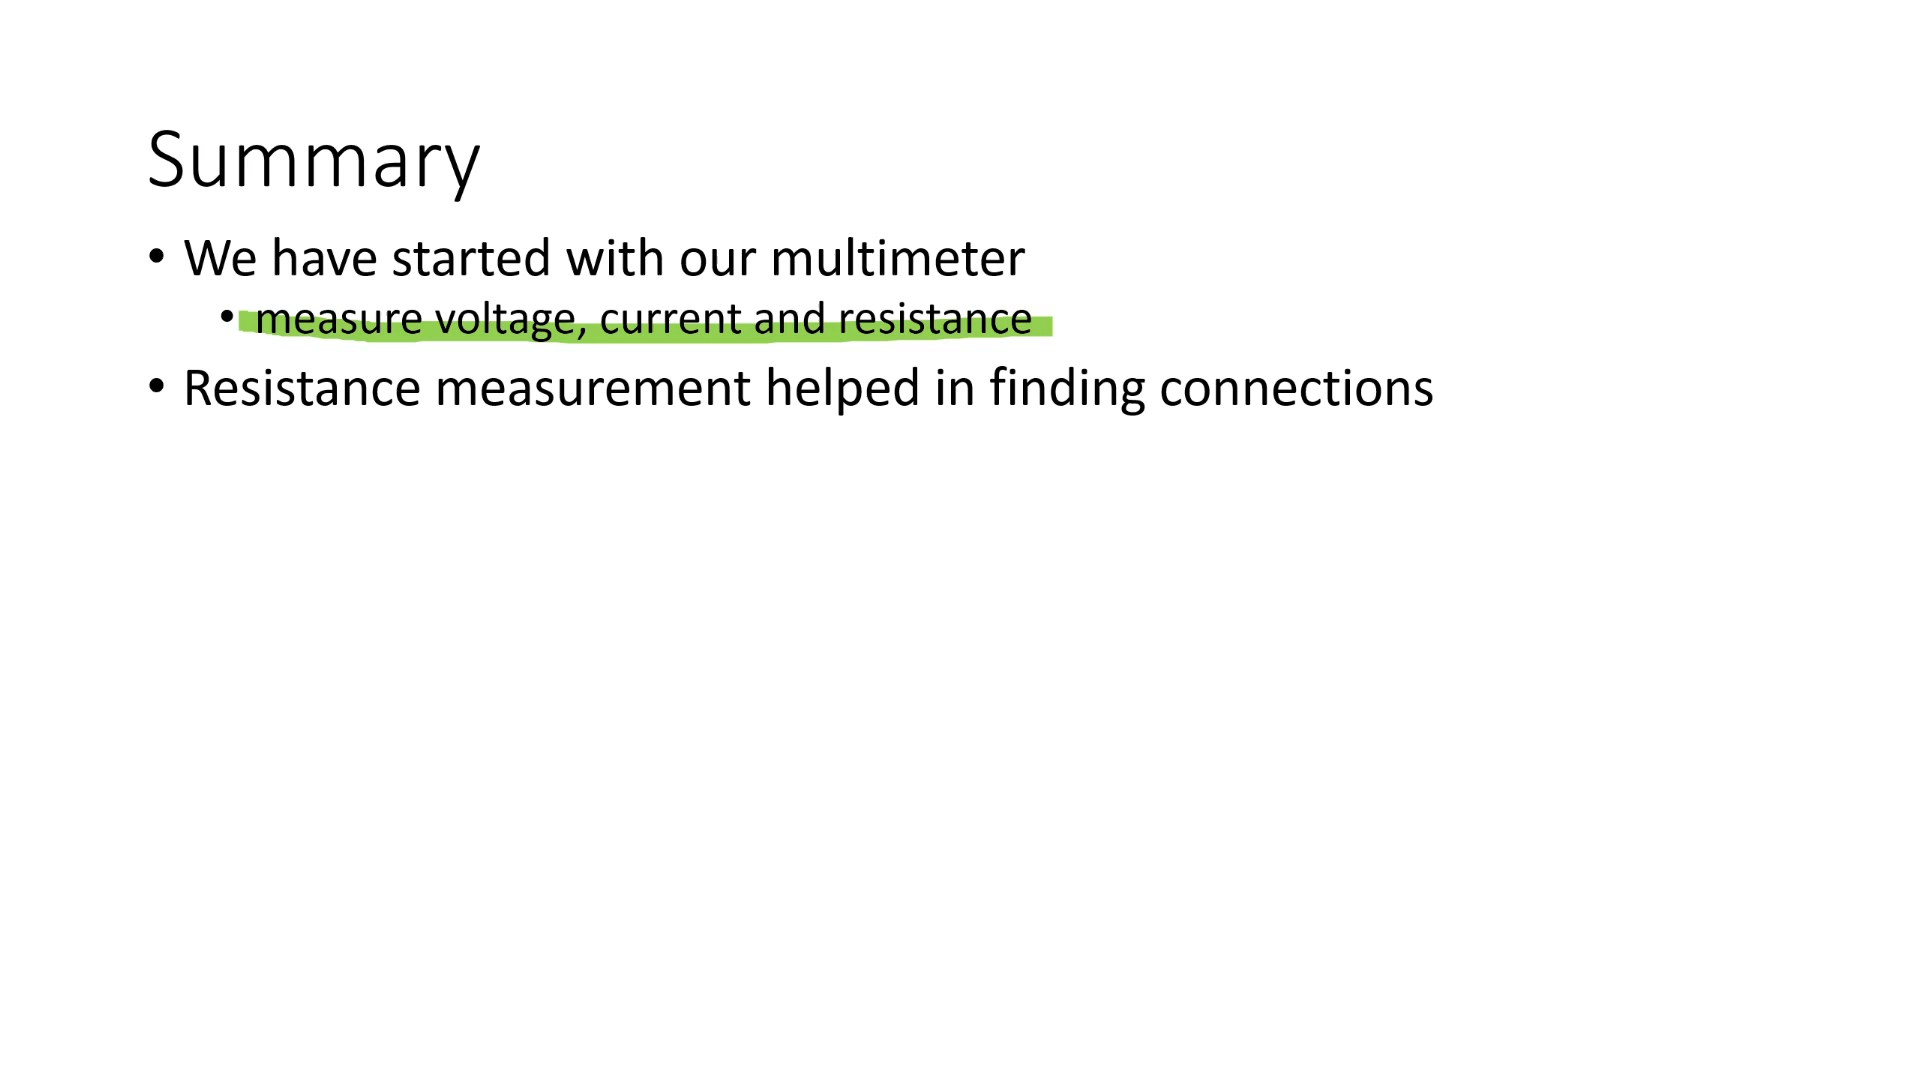 Summary
• We have started with our multimeter
• measure voltage, current and resistance
• Resistance measurement helped in finding connections